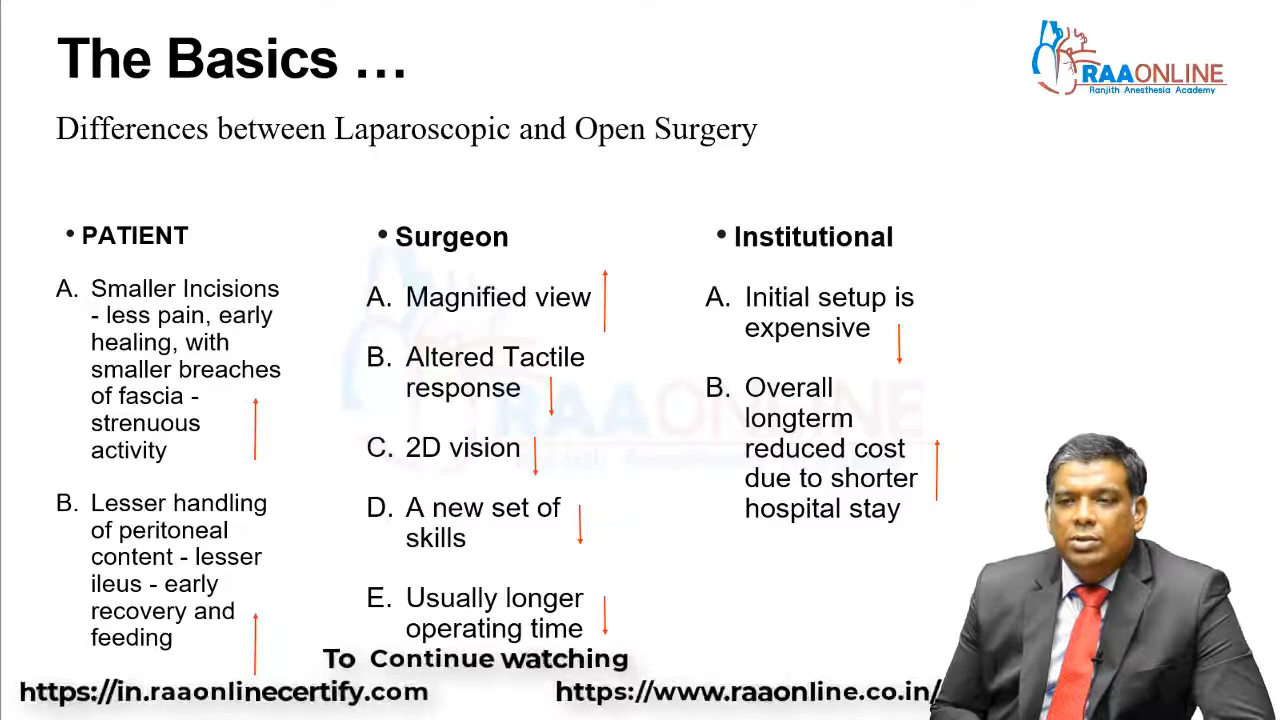 The Basics ...
RAAONLINE
Ranjith Anesthesia Academy
Differences between Laparoscopic and Open Surgery
• PATIENT
A. Smaller Incisions
- less pain, early
healing, with
smaller breaches
of fascia -
strenuous
activity
B. Lesser handling
of peritoneal
content - lesser
ileus - early
recovery and
feeding
• Surgeon
A. Magnified view
B. Altered Tactile
response
C. 2D vision
D. A new set of
skills
E. Usually longer
operating time
• Institutional
A. Initial setup is
expensive
B. Overall
longterm
reduced cost
due to shorter
hospital stay
RAAONLINE
To Continue watching
https://in.raaonlinecertify.com
https://www.raaonline.co.in/